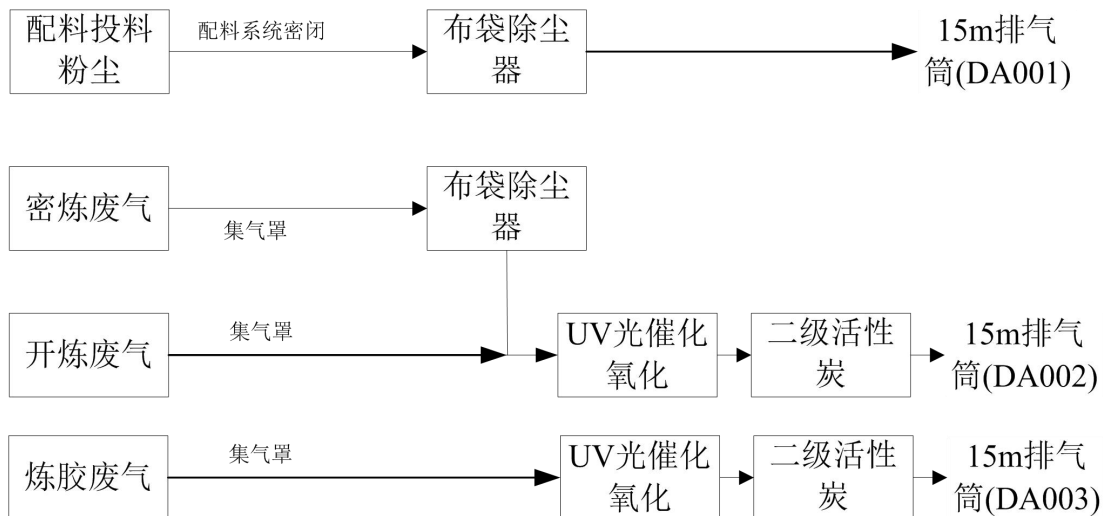 配料投料
粉尘
配料系统密闭
布袋除尘
器
15m排气
筒(DA001)
密炼废气
集气罩
布袋除尘
器
开炼废气
集气罩
UV光催化
氧化
二级活性
炭
15m排气
筒(DA002)
炼胶废气
集气罩
UV光催化
氧化
二级活性
炭
15m排气
筒(DA003)